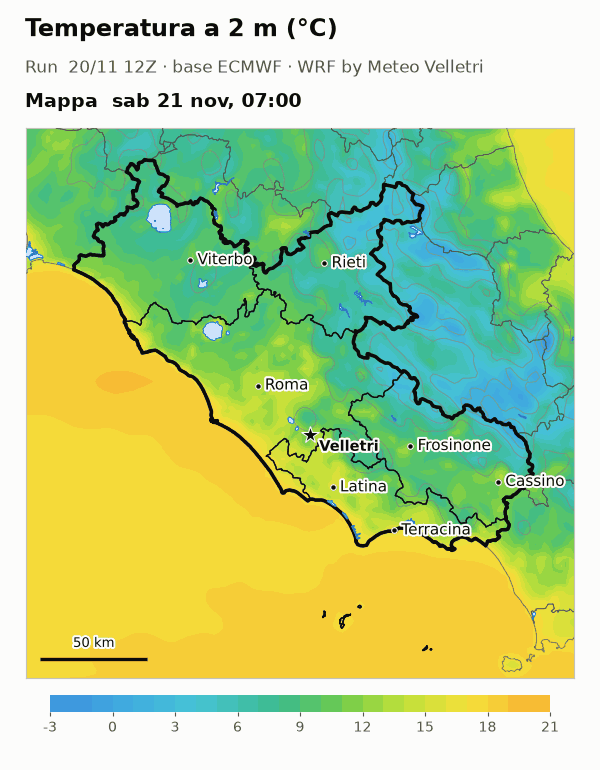 Temperatura a 2 m (°C)
Run 20/11 12Z · base ECMWF · WRF by Meteo Velletri
Mappa sab 21 nov, 07:00
Viterbo
Rieti
Roma
Velletri
Frosinone
Cassino
Latina
Terracina
50 km
-3 0 3 6 9 12 15 18 21